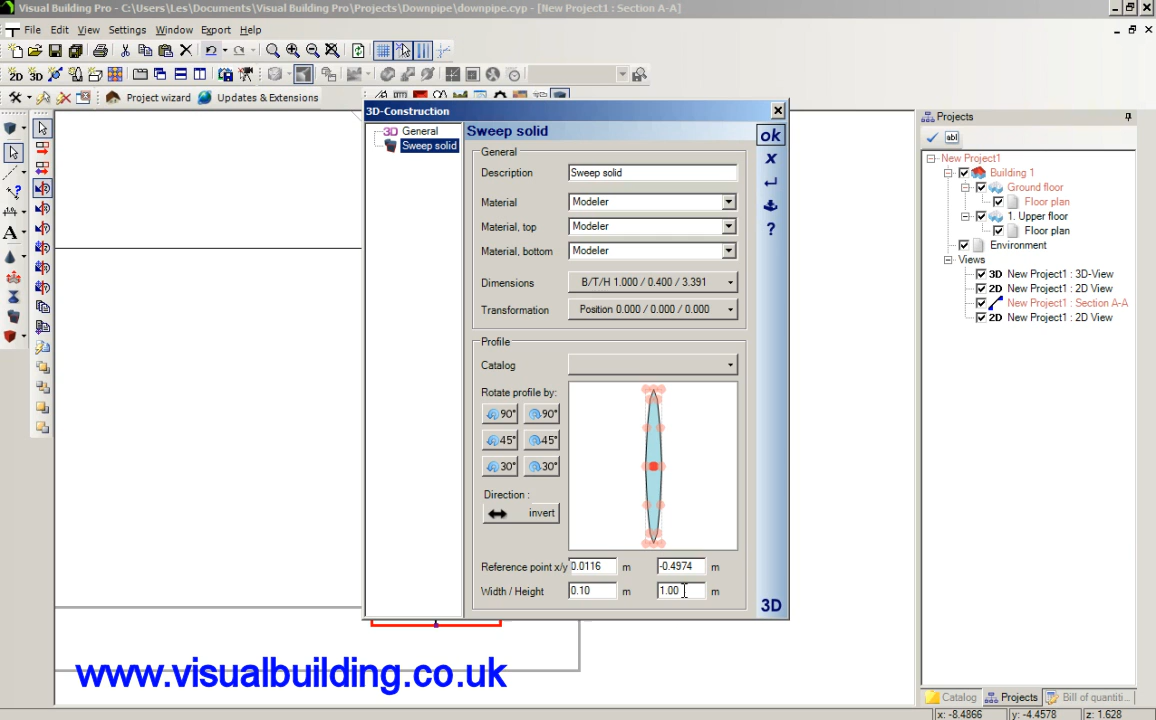 Visual Building Pro - C:\Users\Les\Documents\Visual Building Pro\Projects\Downpipe\downpipe.cyp - [New Project1 : Section A-A]
File Edit View Settings Window Export Help
2D 3D
Project wizard Updates & Extensions
3D-Construction
3D General
Sweep solid
Sweep solid
ok
General
Description Sweep solid
x
Material Modeler
Material, top Modeler
?
Material, bottom Modeler
Dimensions B/T/H 1.000 / 0.400 / 3.391
Transformation Position 0.000 / 0.000 / 0.000
Profile
Catalog
Rotate profile by:
90° 90°
45° 45°
30° 30°
Direction :
invert
Reference point x/y 0.0116 m -0.4974 m
Width / Height 0.10 m 1.00 m
3D
Projects
abl
New Project1
Building 1
Ground floor
Floor plan
1. Upper floor
Floor plan
Environment
Views
3D New Project1 : 3D-View
2D New Project1 : 2D View
New Project1 : Section A-A
2D New Project1 : 2D View
www.visualbuilding.co.uk
Catalog Projects Bill of quantiti...
x: -8.4866 y: -4.4578 z: 1.628